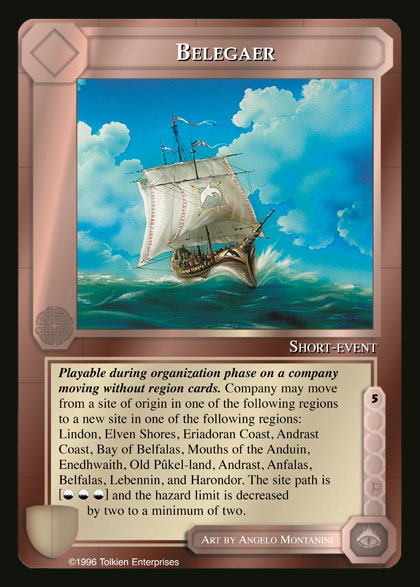 BELEGAER
SHORT-EVENT
Playable during organization phase on a company
moving without region cards. Company may move
from a site of origin in one of the following regions
to a new site in one of the following regions:
Lindon, Elven Shores, Eriadoran Coast, Andrast
Coast, Bay of Belfalas, Mouths of the Anduin,
Enedhwaith, Old Pûkel-land, Andrast, Anfalas,
Belfalas, Lebennin, and Harondor. The site path is
[ ] and the hazard limit is decreased
by two to a minimum of two.
5
ART BY ANGELO MONTANINI
©1996 Tolkien Enterprises